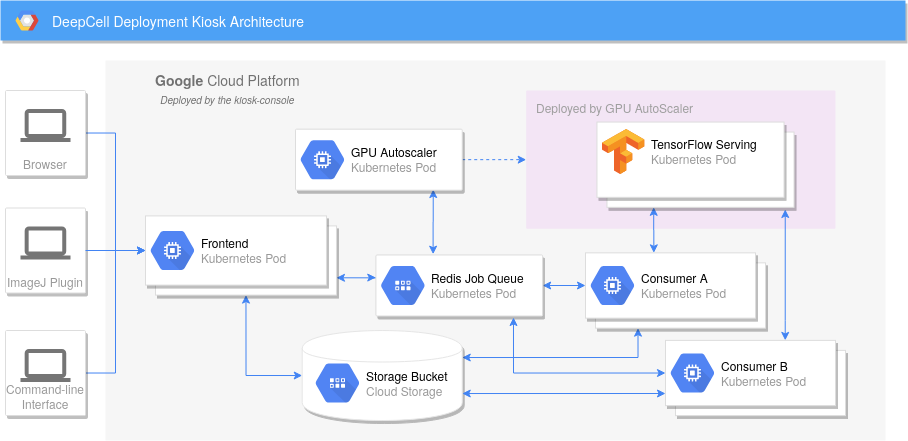 DeepCell Deployment Kiosk Architecture
Google Cloud Platform
Deployed by the kiosk-console
Browser
ImageJ Plugin
Command-line
Interface
Frontend
Kubernetes Pod
GPU Autoscaler
Kubernetes Pod
Redis Job Queue
Kubernetes Pod
Storage Bucket
Cloud Storage
Deployed by GPU AutoScaler
TensorFlow Serving
Kubernetes Pod
Consumer A
Kubernetes Pod
Consumer B
Kubernetes Pod